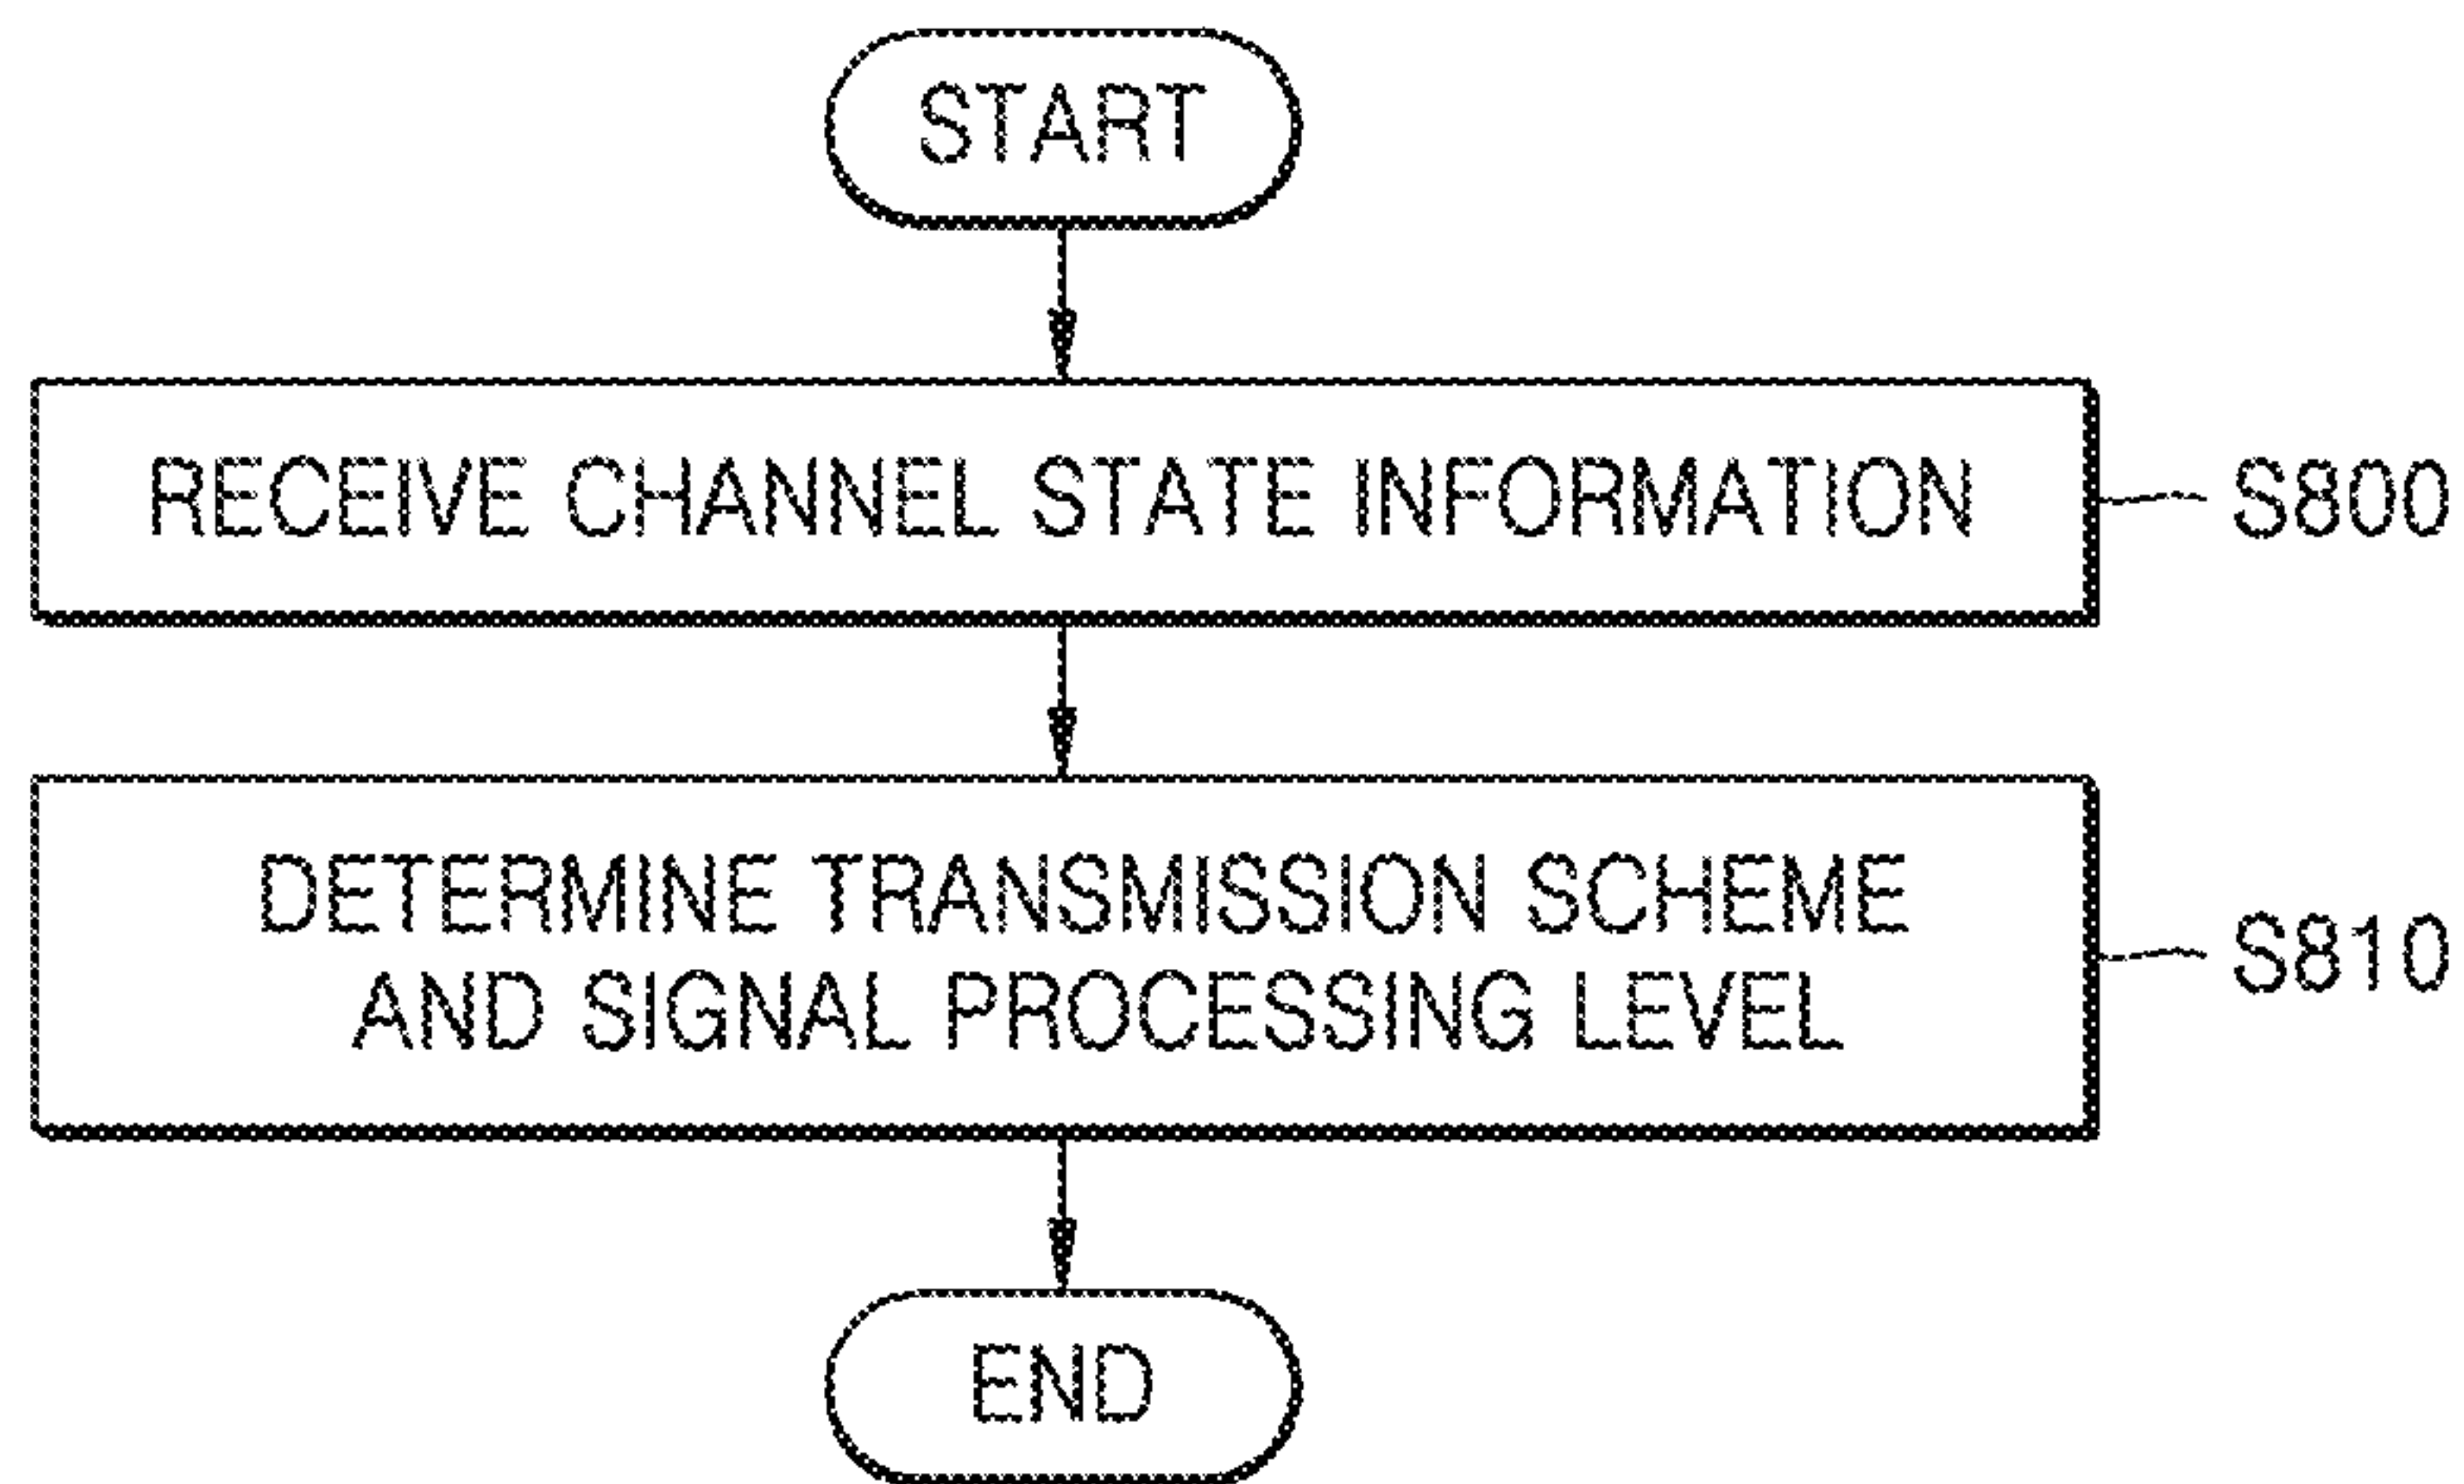 START
RECEIVE CHANNEL STATE INFORMATION
S800
DETERMINE TRANSMISSION SCHEME
AND SIGNAL PROCESSING LEVEL
S810
END